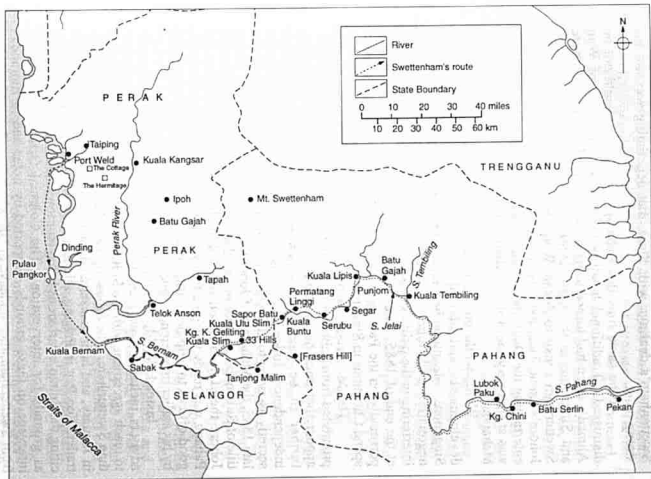 N
River
Swettenham's route
State Boundary
0 10 20 30 40 miles
10 20 30 40 50 60 km
PERAK
TRENGGANU
Taiping
Port Weld
The Cottage
The Hermitage
Kuala Kangsar
Ipoh
Mt. Swettenham
Batu Gajah
Perak River
PERAK
Dinding
Pulau
Pangkor
Tapah
Telok Anson
Kuala Lipis
Batu
Gajah
S. Tembiling
Punjom
Kuala Tembiling
Permatang
Linggi
Segar
S. Jelai
Sapor Batu
Kuala
Buntu
Serubu
Kuala Ulu Slim
Kg. K. Geliting
Kuala Slim
33 Hills
Kuala Bernam
S. Bernam
Sabak
[Frasers Hill]
Tanjong Malim
SELANGOR
PAHANG
PAHANG
Lubok
Paku
S. Pahang
Kg. Chini
Batu Serlin
Pekan
Straits of Malacca